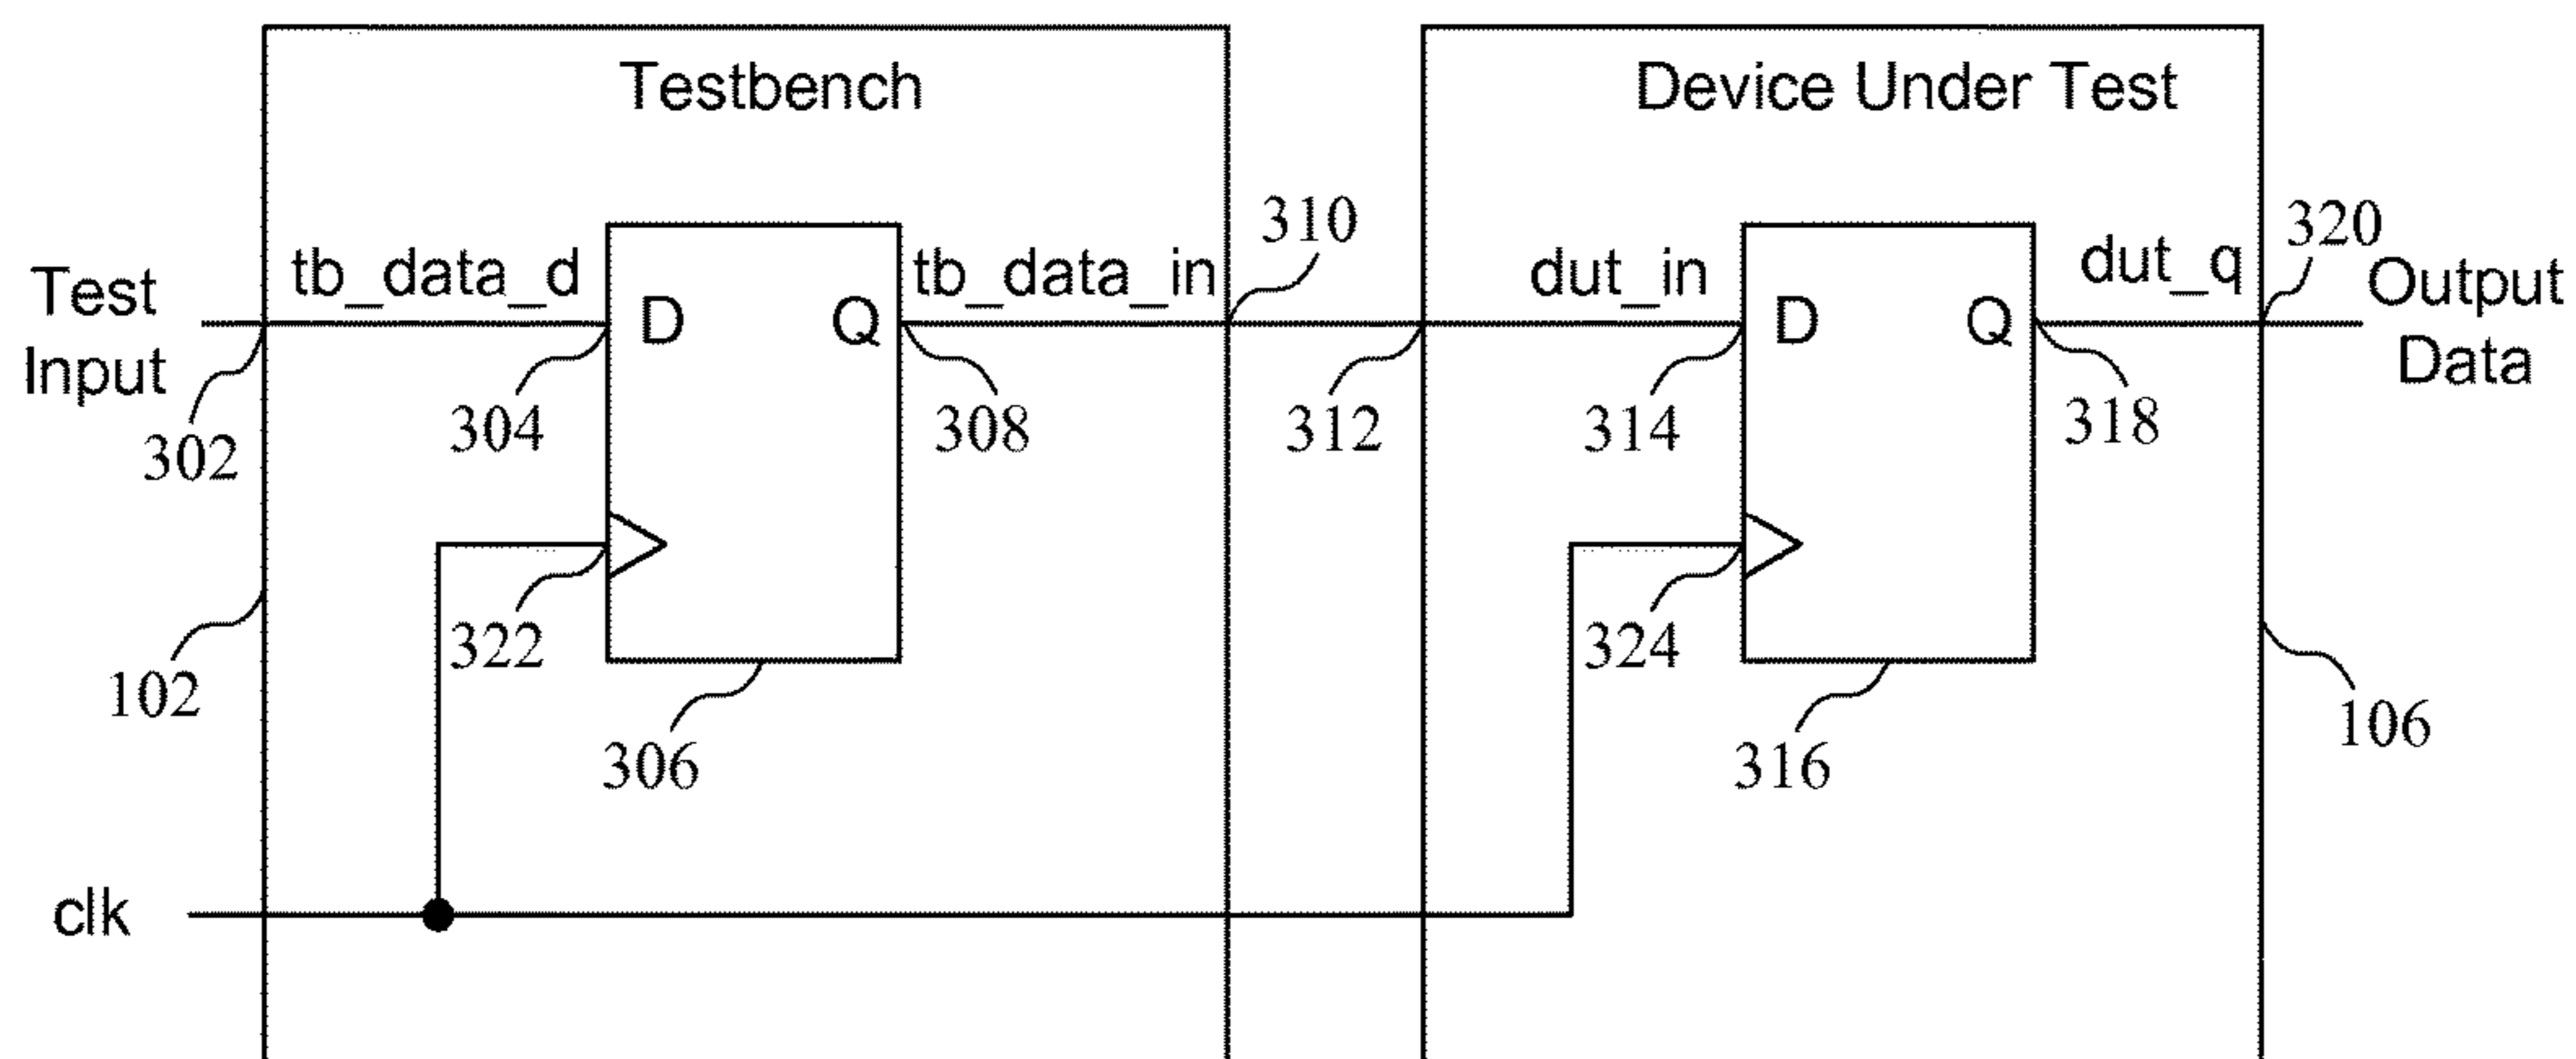 Testbench
Device Under Test
310
320
Test
Input
tb_data_d
tb_data_in
dut_in
dut_q
Output
Data
D
Q
D
Q
302
304
308
312
314
318
322
324
102
306
316
106
clk